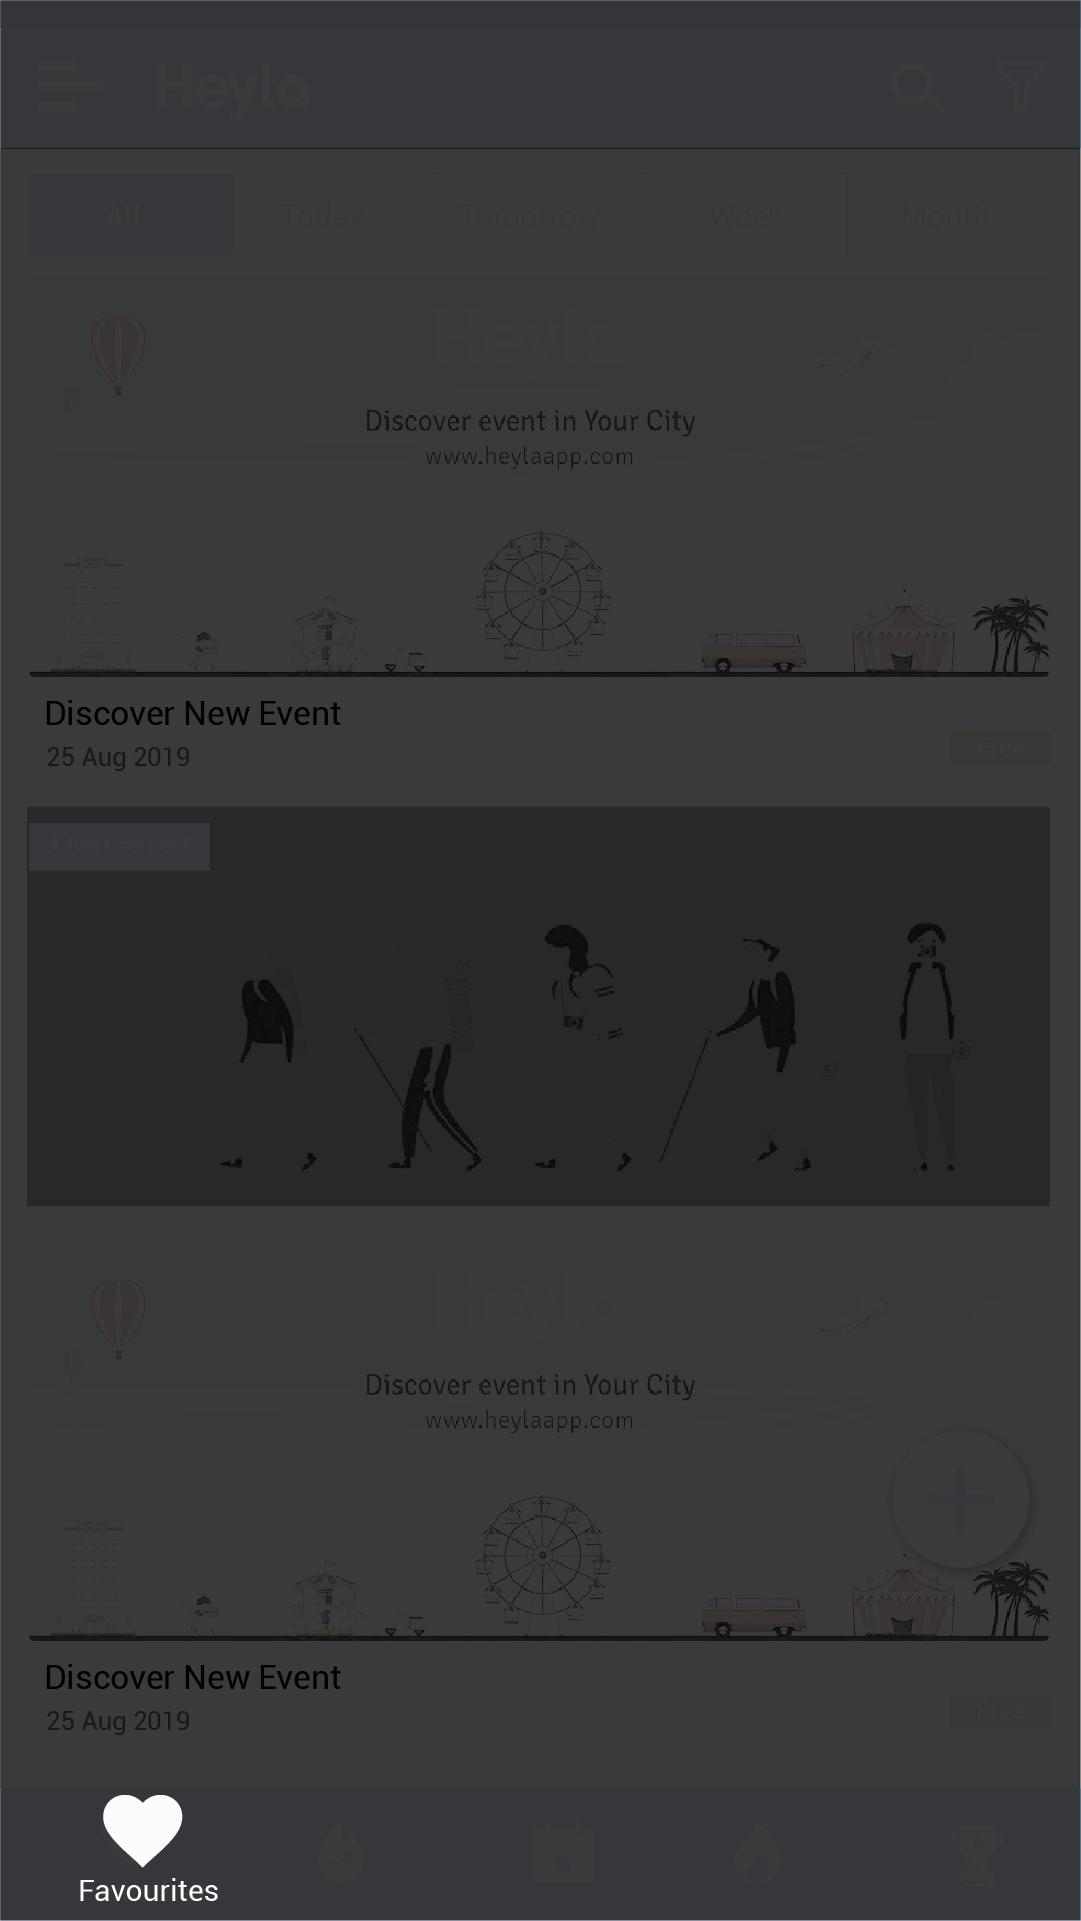 Heyla
All Today Tomorrow Week Month
Heyla
Discover event in Your City
www.heylaapp.com
Discover New Event
25 Aug 2019
Free
Advertisement
Heyla
Discover event in Your City
www.heylaapp.com
Discover New Event
25 Aug 2019
Free
Favourites